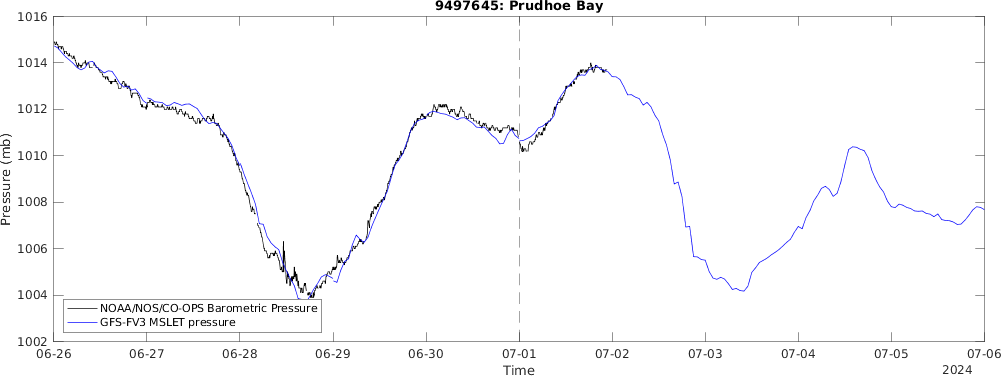 9497645: Prudhoe Bay
1016
1014
1012
1010
1008
1006
1004
1002
Pressure (mb)
NOAA/NOS/CO-OPS Barometric Pressure
GFS-FV3 MSLET pressure
06-26 06-27 06-28 06-29 06-30 07-01 07-02 07-03 07-04 07-05 07-06
Time
2024